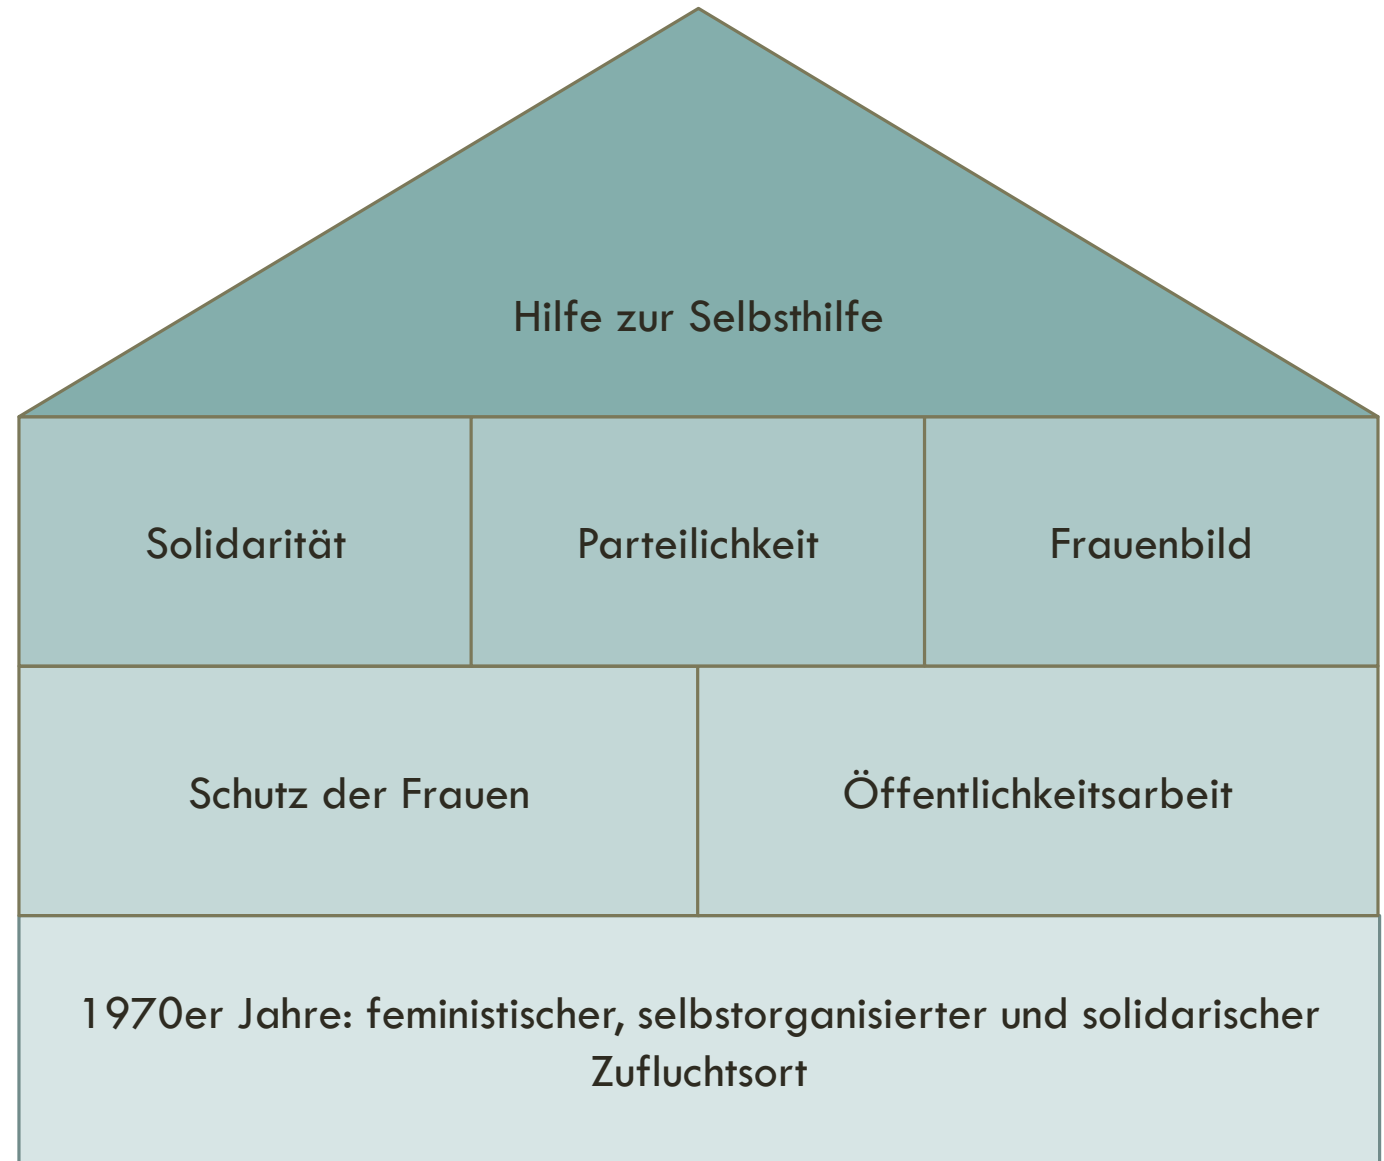 Hilfe zur Selbsthilfe
Solidarität
Parteilichkeit
Frauenbild
Schutz der Frauen
Öffentlichkeitsarbeit
1970er Jahre: feministischer, selbstorganisierter und solidarischer
Zufluchtsort